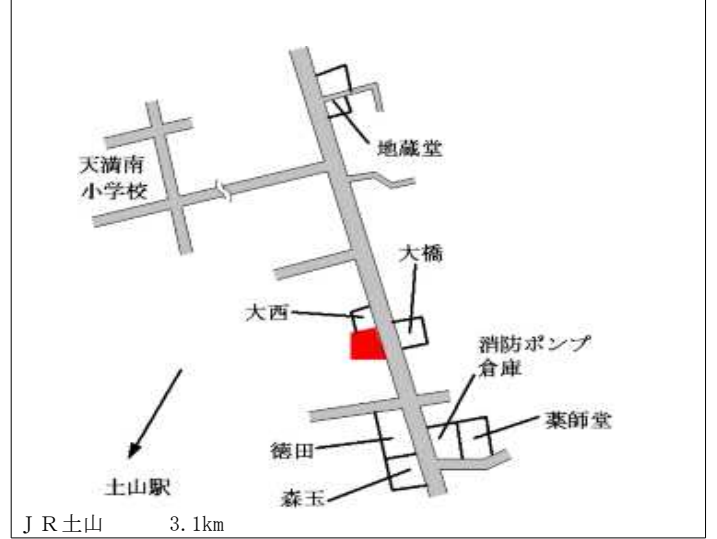 地蔵堂
天満南
小学校
大橋
大西
消防ポンプ
倉庫
薬師堂
徳田
森玉
土山駅
ＪＲ土山　　　3.1km